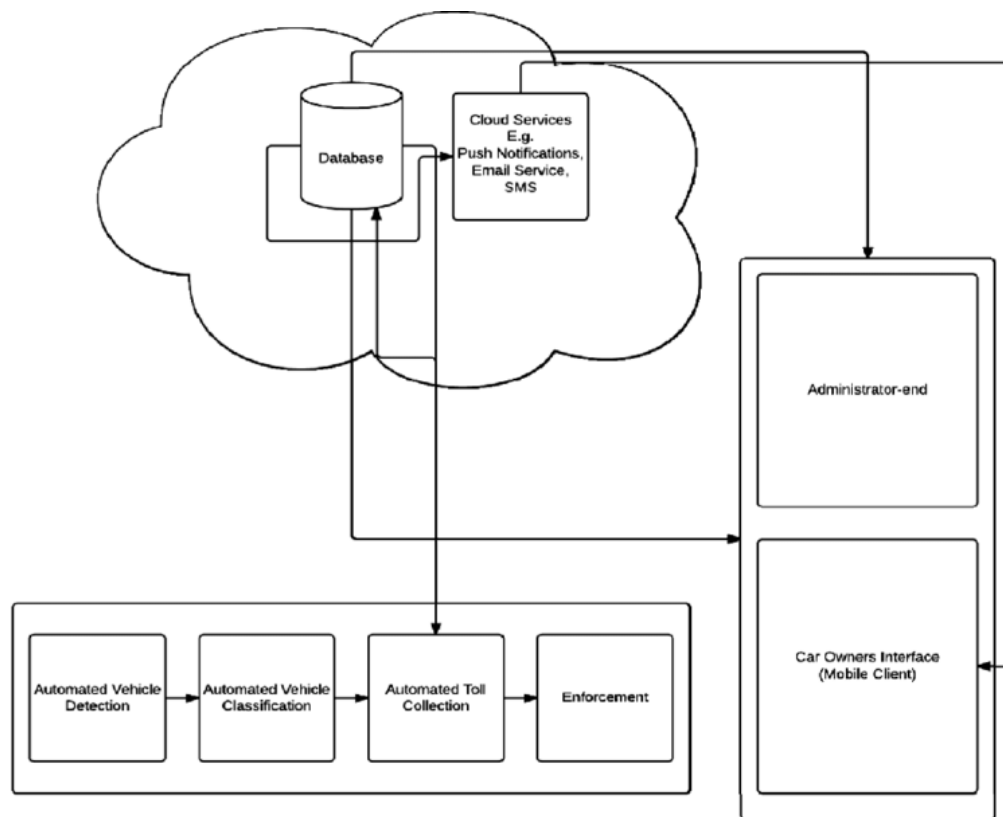 Database
Cloud Services
E.g.
Push Notifications,
Email Service,
SMS
Administrator-end
Car Owners Interface
(Mobile Client)
Automated Vehicle
Detection
Automated Vehicle
Classification
Automated Toll
Collection
Enforcement